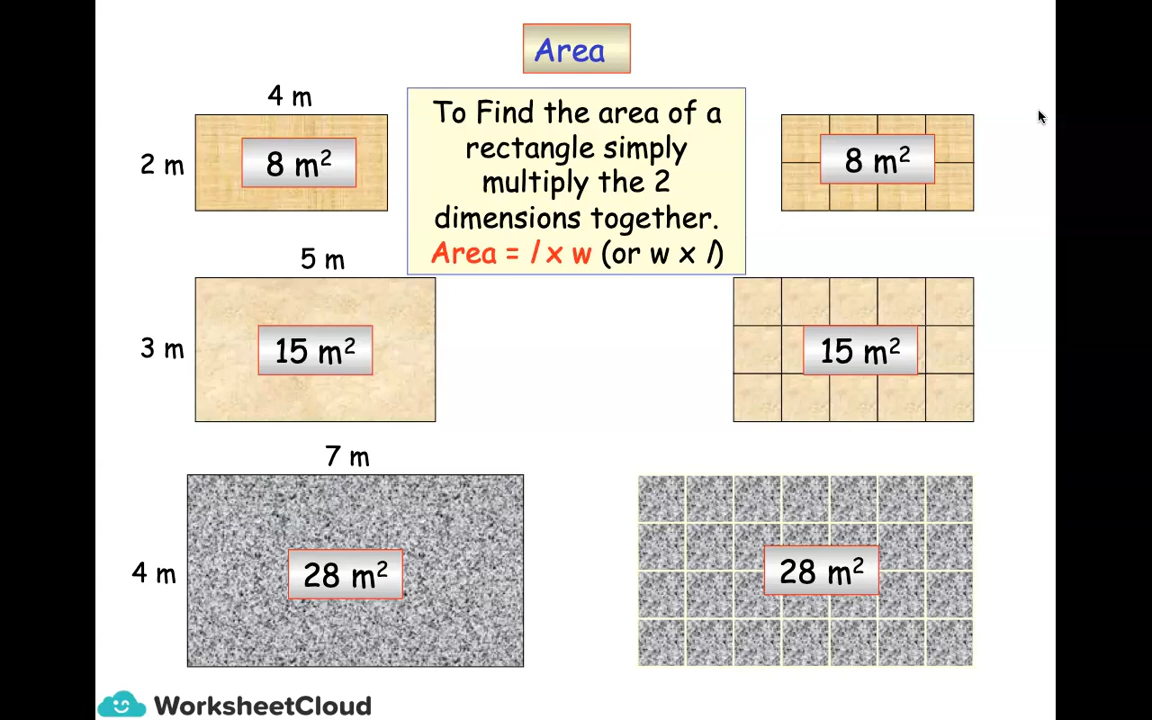 Area
4 m
2 m
8 m²
To Find the area of a
rectangle simply
multiply the 2
dimensions together.
Area = l x w (or w x l)
8 m²
5 m
3 m
15 m²
15 m²
7 m
4 m
28 m²
28 m²
WorksheetCloud